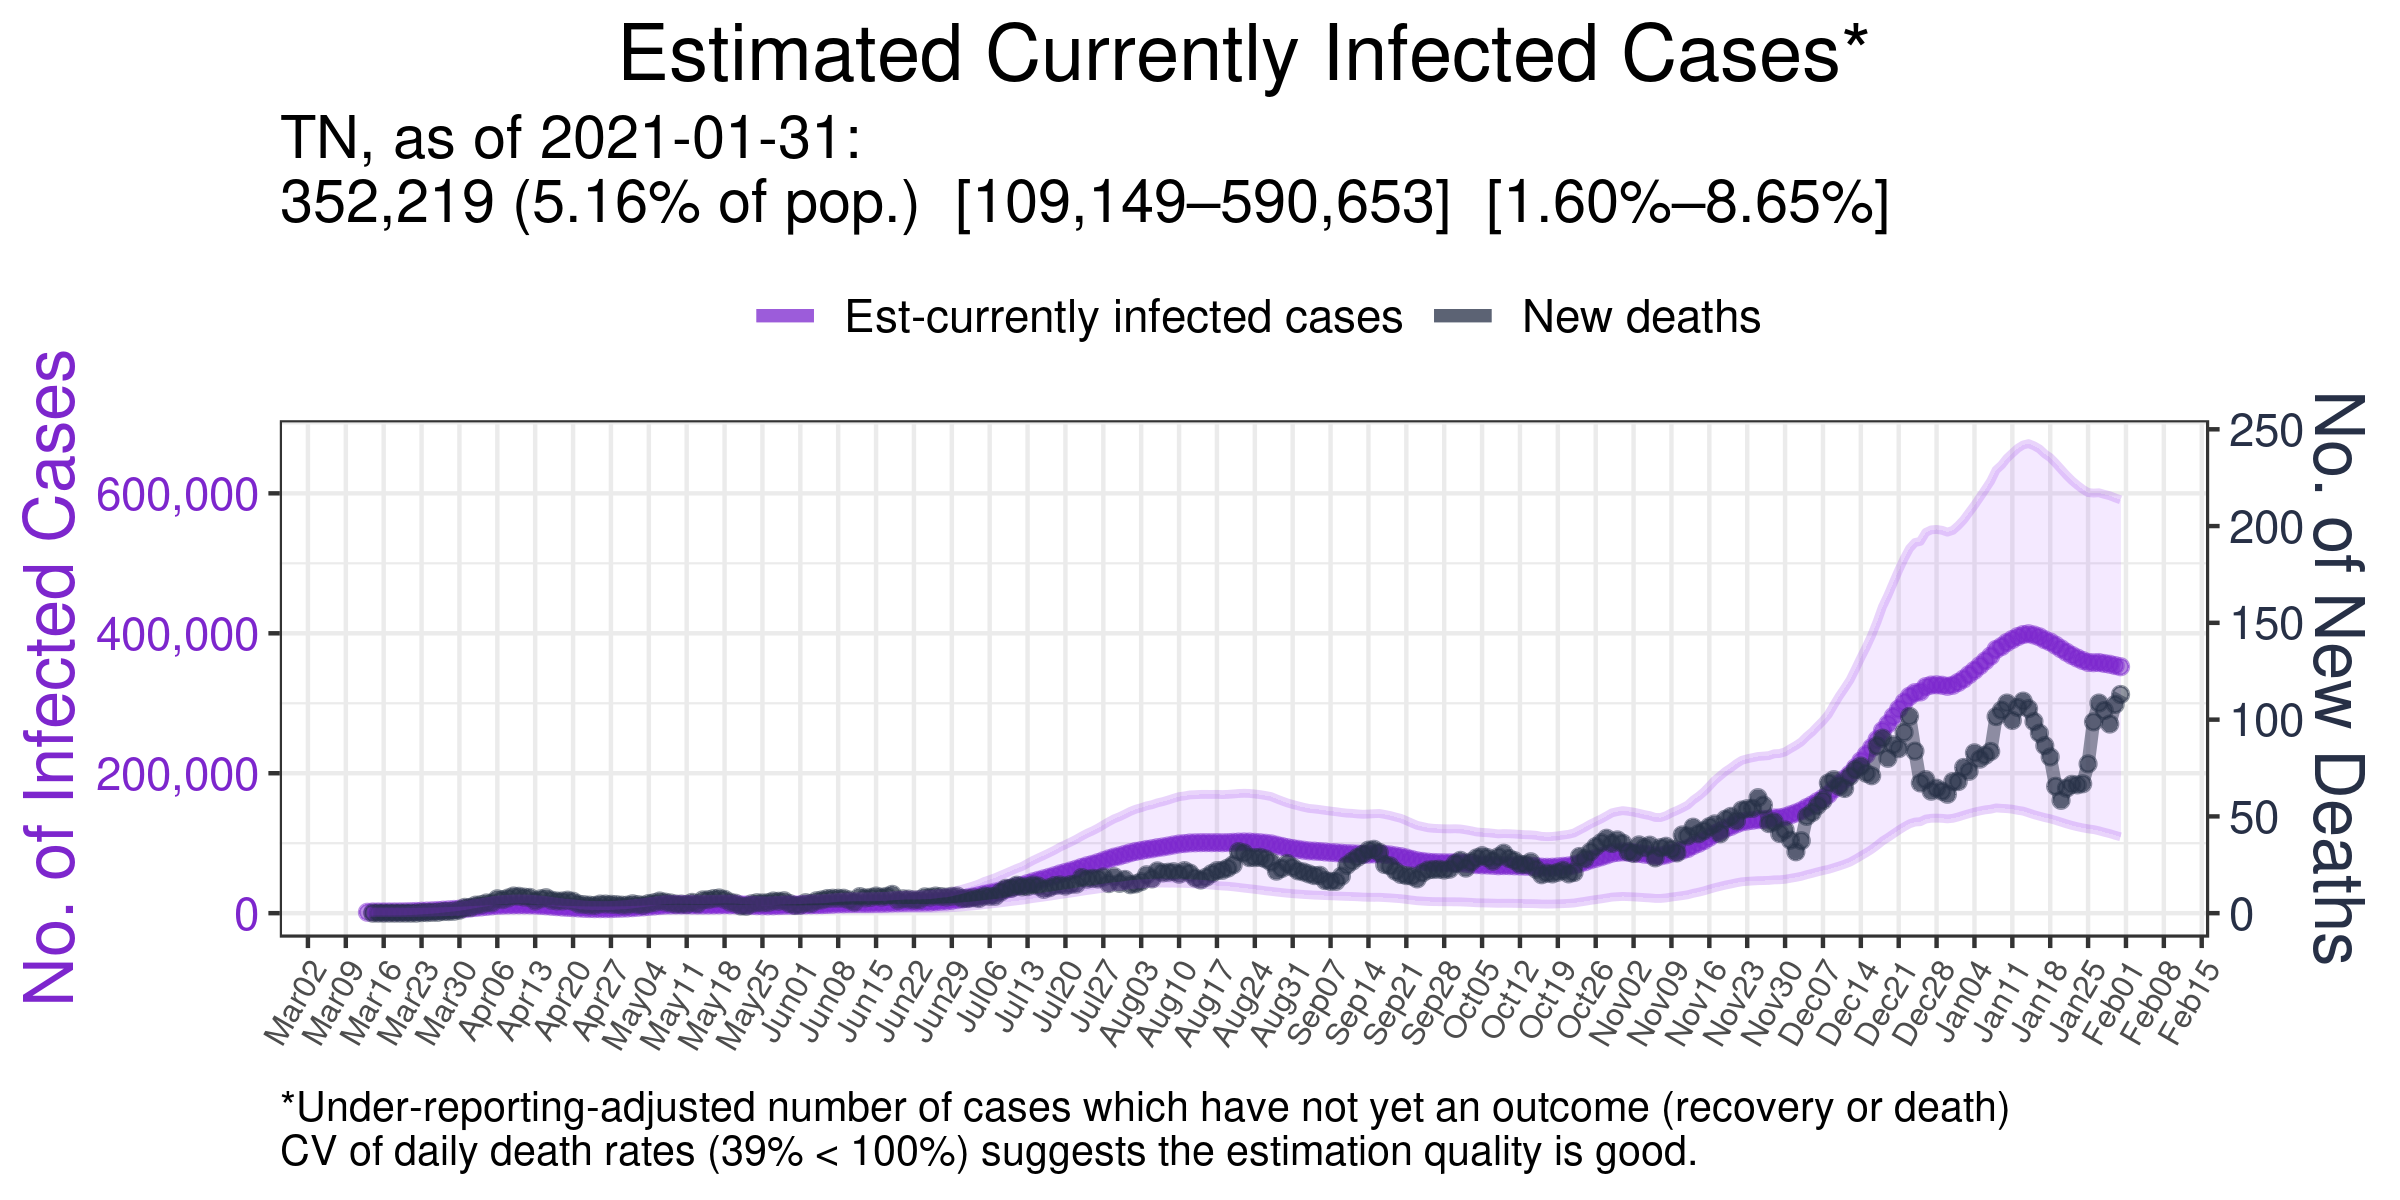 Estimated Currently Infected Cases*
TN, as of 2021-01-31:
352,219 (5.16% of pop.) [109,149–590,653] [1.60%–8.65%]
Est-currently infected cases New deaths
No. of Infected Cases
600,000
400,000
200,000
0
250
200
150
100
50
0
No. of New Deaths
Mar02 Mar09 Mar16 Mar23 Mar30 Apr06 Apr13 Apr20 Apr27 May04 May11 May18 May25 Jun01 Jun08 Jun15 Jun22 Jun29 Jul06 Jul13 Jul20 Jul27 Aug03 Aug10 Aug17 Aug24 Aug31 Sep07 Sep14 Sep21 Sep28 Oct05 Oct12 Oct19 Oct26 Nov02 Nov09 Nov16 Nov23 Nov30 Dec07 Dec14 Dec21 Dec28 Jan04 Jan11 Jan18 Jan25 Feb01 Feb08 Feb15
*Under-reporting-adjusted number of cases which have not yet an outcome (recovery or death)
CV of daily death rates (39% < 100%) suggests the estimation quality is good.